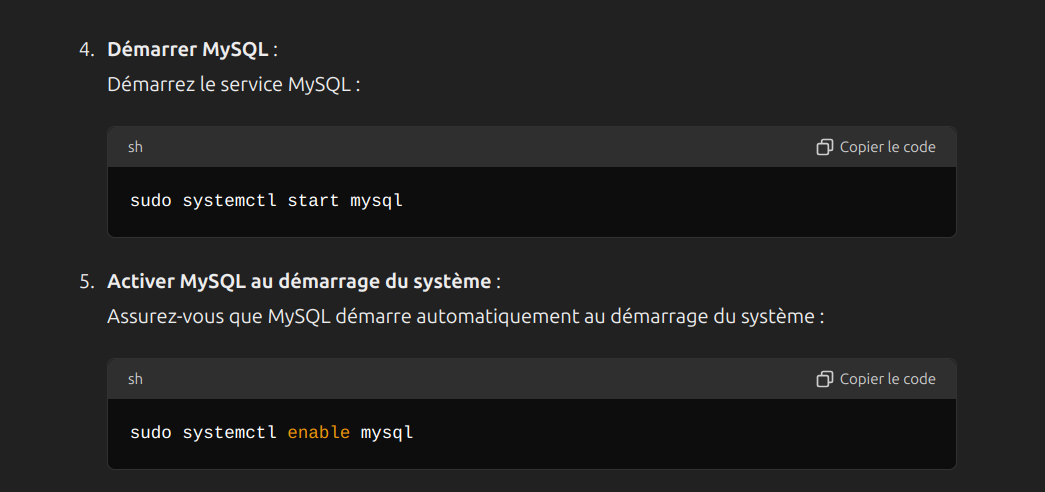 4. Démarrer MySQL :
Démarrez le service MySQL :
sh
Copier le code
sudo systemctl start mysql
5. Activer MySQL au démarrage du système :
Assurez-vous que MySQL démarre automatiquement au démarrage du système :
sh
Copier le code
sudo systemctl enable mysql